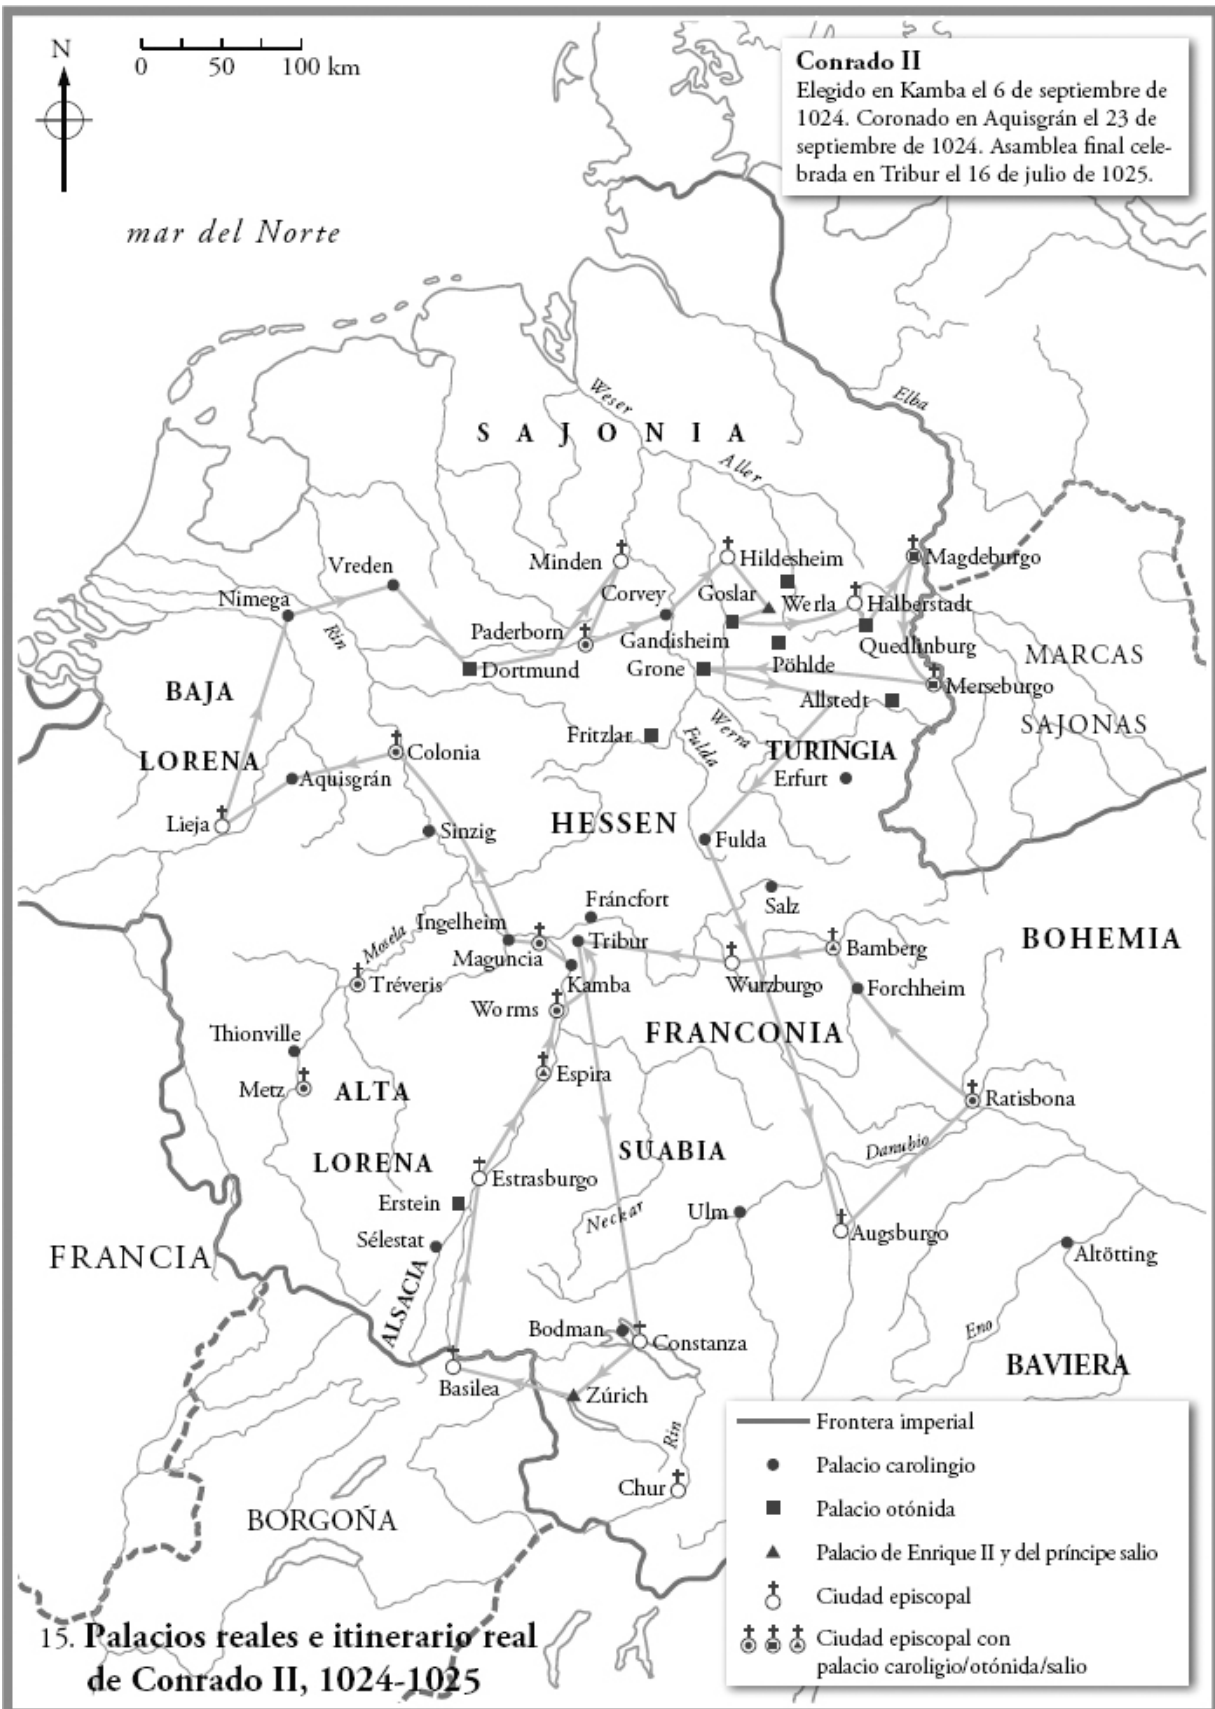 N
0 50 100 km
Conrado II
Elegido en Kamba el 6 de septiembre de
1024. Coronado en Aquisgrán el 23 de
septiembre de 1024. Asamblea final cele-
brada en Tribur el 16 de julio de 1025.
mar del Norte
Weser
Elba
SAJONIA
Aller
Minden
Hildesheim
Magdeburgo
Vreden
Corvey
Goslar
Werla
Halberstadt
Nimega
Rin
Paderborn
Gandisheim
Quedlinburg
Dortmund
Grone
Pöhlde
MARCAS
BAJA
Allstedt
Merseburgo
SAJONAS
Fritzlar
Werra
Fulda
TURINGIA
Colonia
LORENA
Aquisgrán
Erfurt
Lieja
Sinzig
HESSEN
Fulda
Fráncfort
Salz
Ingelheim
Mosela
Tribur
Bamberg
BOHEMIA
Maguncia
Tréveris
Kamba
Wurzburgo
Forchheim
Worms
Thionville
FRANCONIA
Metz
ALTA
Espira
Ratisbona
Danubio
LORENA
SUABIA
Estrasburgo
Erstein
Neckar
Ulm
Augsburgo
Sélestat
FRANCIA
Altötting
ALSACIA
Bodman
Constanza
Eno
BAVIERA
Basilea
Zúrich
Rin
Chur
BORGOÑA
Frontera imperial
Palacio carolingio
Palacio otónida
Palacio de Enrique II y del príncipe salio
Ciudad episcopal
Ciudad episcopal con
palacio caroligio/otónida/salio
15. Palacios reales e itinerario real
de Conrado II, 1024-1025